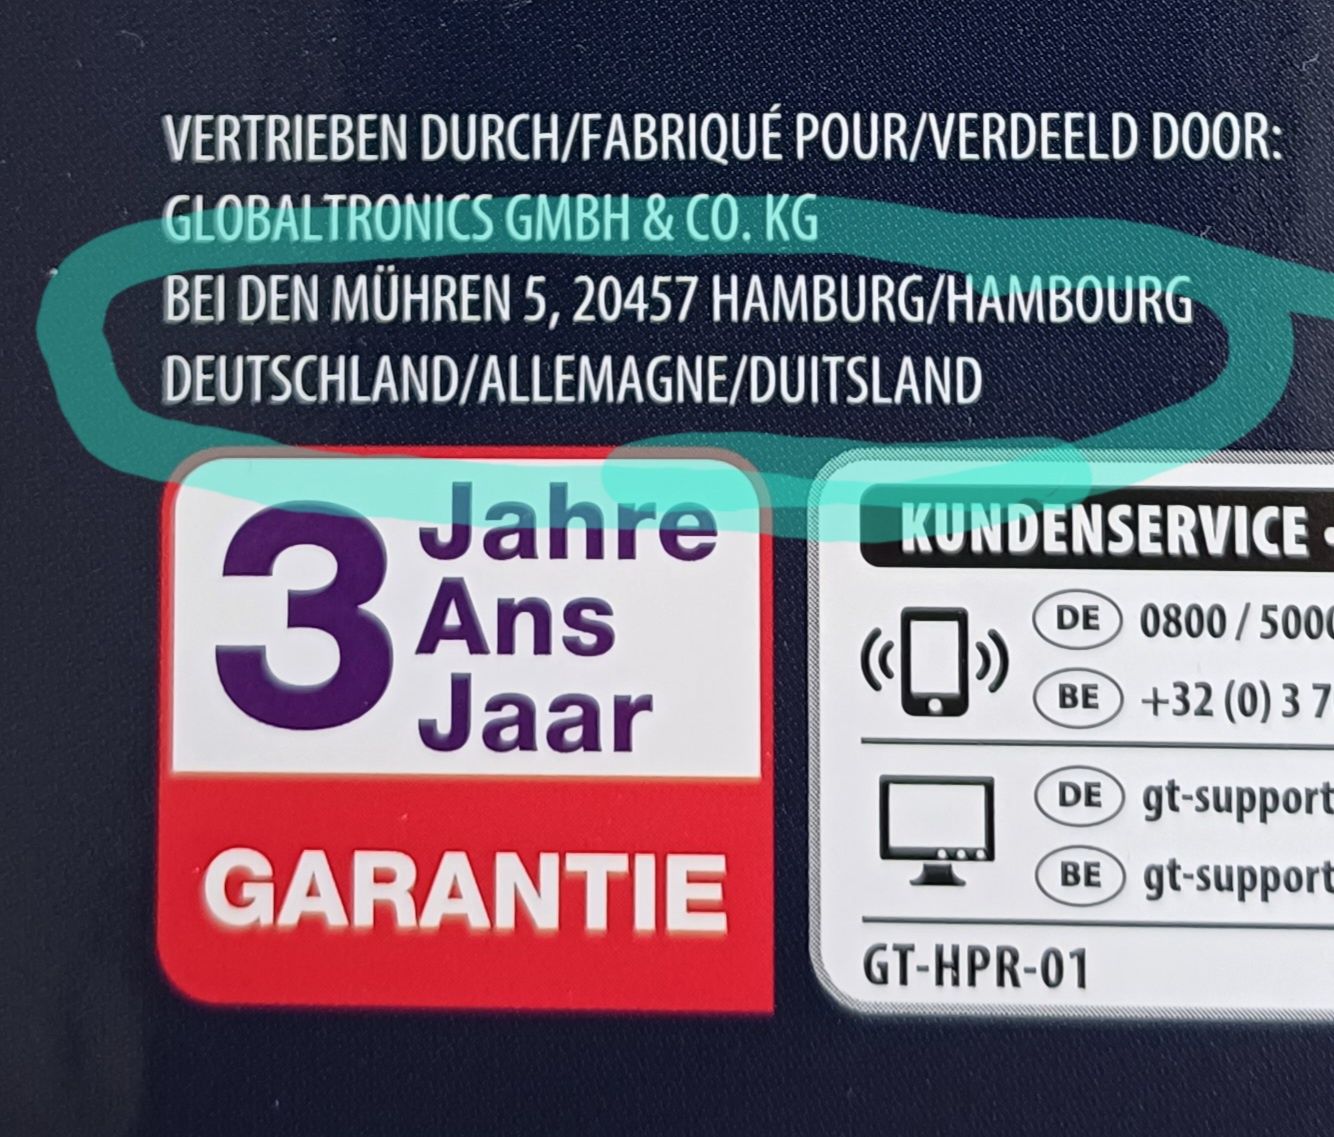 VERTRIEBEN DURCH/FABRIQUÉ POUR/VERDEELD DOOR:
GLOBALTRONICS GMBH & CO. KG
BEI DEN MÜHREN 5, 20457 HAMBURG/HAMBOURG
DEUTSCHLAND/ALLEMAGNE/DUITSLAND
3 Jahre
Ans
Jaar
GARANTIE
KUNDENSERVICE
DE 0800 / 5000
BE +32 (0) 3 7
DE gt-support
BE gt-support
GT-HPR-01